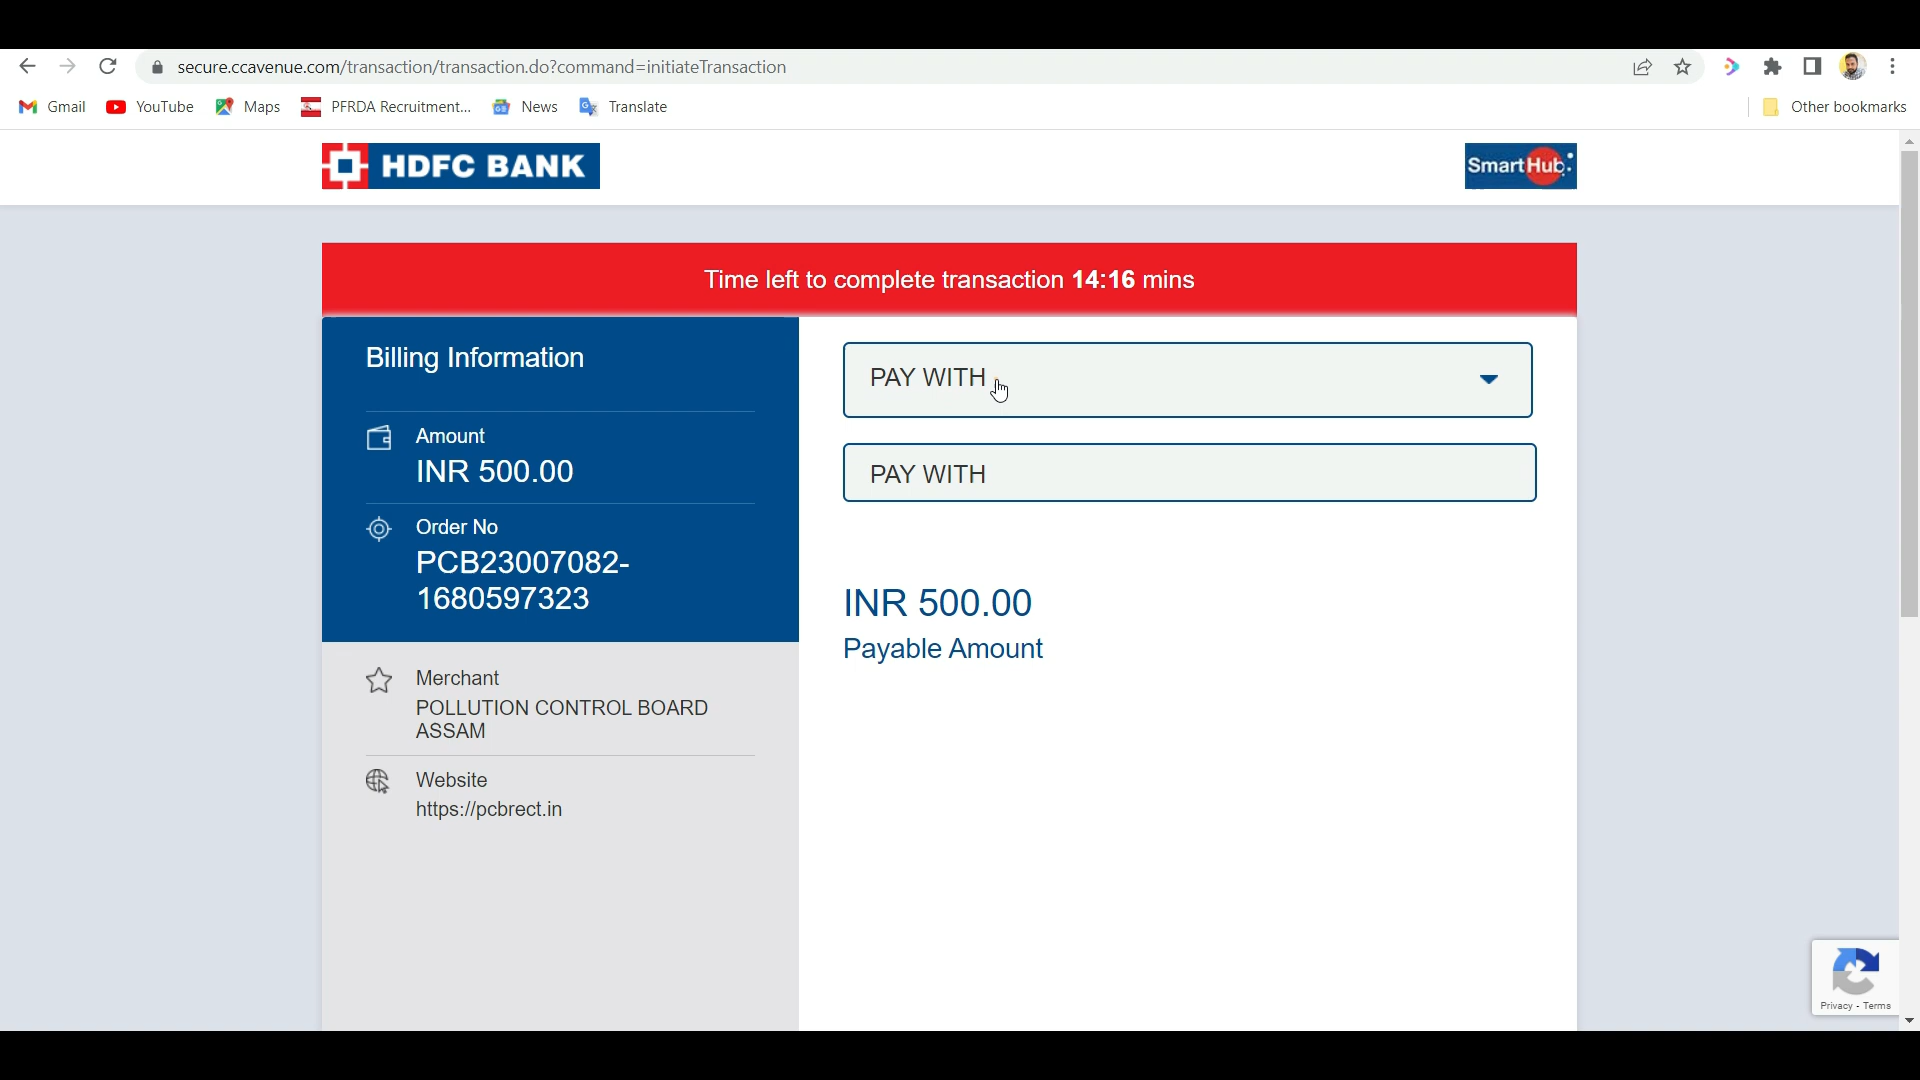 secure.ccavenue.com/transaction/transaction.do?command=initiateTransaction
Gmail YouTube Maps PFRDA Recruitment... News Translate Other bookmarks
HDFC BANK SmartHub
Time left to complete transaction 14:16 mins
Billing Information
Amount
INR 500.00
Order No
PCB23007082-
1680597323
Merchant
POLLUTION CONTROL BOARD
ASSAM
Website
https://pcbrect.in
PAY WITH
PAY WITH
INR 500.00
Payable Amount
Privacy - Terms